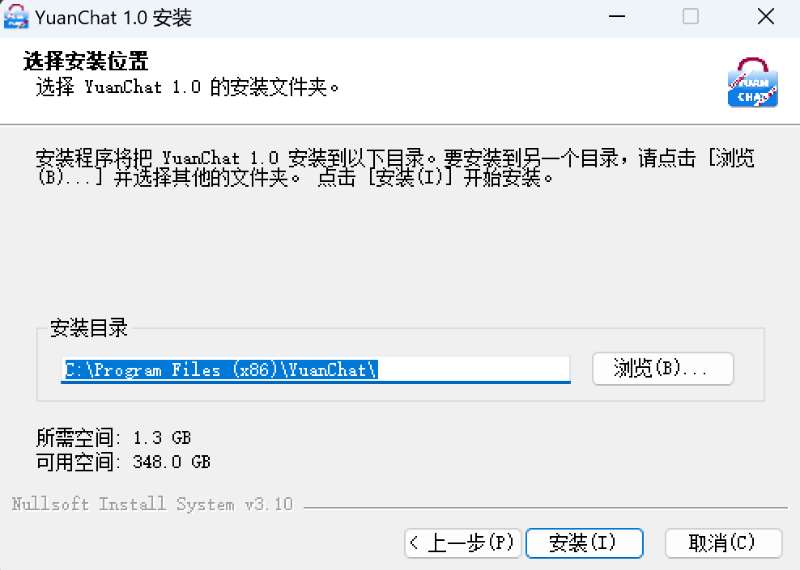 YuanChat 1.0 安装
选择安装位置
选择 YuanChat 1.0 的安装文件夹。
YUAN
CHAT
安装程序将把 YuanChat 1.0 安装到以下目录。要安装到另一个目录，请点击 [浏览
(B)...] 并选择其他的文件夹。 点击 [安装(I)] 开始安装。
安装目录
C:\Program Files (x86)\YuanChat\
浏览(B)...
所需空间: 1.3 GB
可用空间: 348.0 GB
Nullsoft Install System v3.10
< 上一步(P)
安装(I)
取消(C)